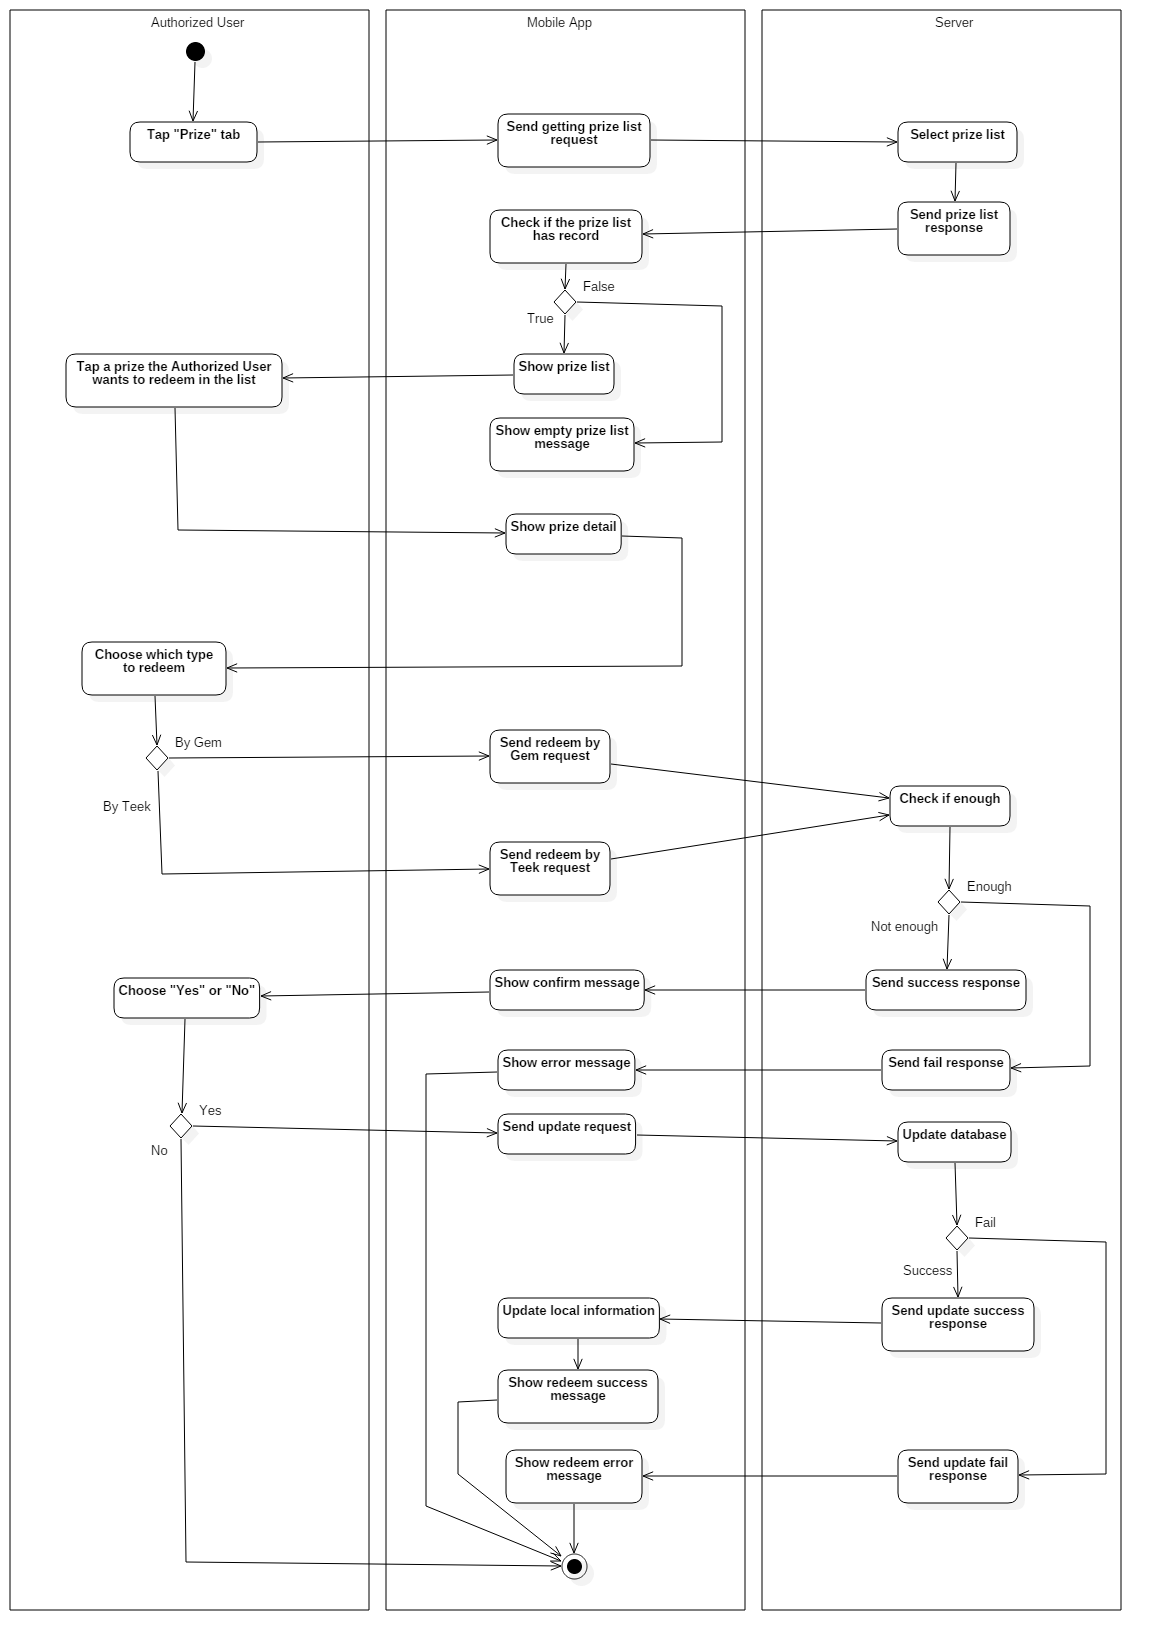 Authorized User
Mobile App
Server
Tap "Prize" tab
Send getting prize list
request
Select prize list
Send prize list
response
Check if the prize list
has record
False
True
Show prize list
Tap a prize the Authorized User
wants to redeem in the list
Show empty prize list
message
Show prize detail
Choose which type
to redeem
By Gem
By Teek
Send redeem by
Gem request
Check if enough
Send redeem by
Teek request
Enough
Not enough
Send success response
Show confirm message
Choose "Yes" or "No"
Send fail response
Show error message
Yes
No
Send update request
Update database
Fail
Success
Send update success
response
Update local information
Show redeem success
message
Send update fail
response
Show redeem error
message